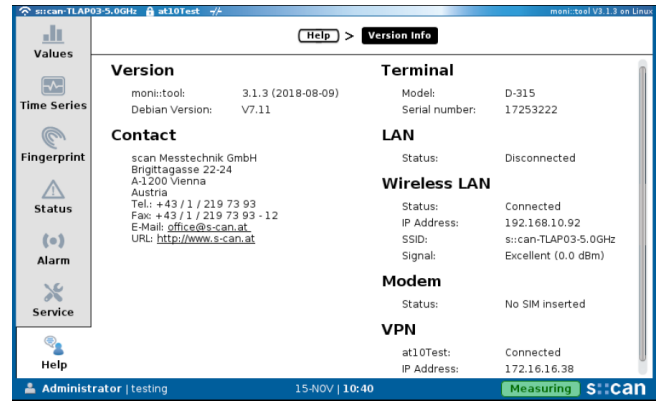 s::can-TLAP03-5.0GHz at10Test
moni::tool V3.1.3 on Linux
Help > Version Info
Values
Time Series
Fingerprint
Status
Alarm
Service
Help
Version
moni::tool: 3.1.3 (2018-08-09)
Debian Version: V7.11
Contact
scan Messtechnik GmbH
Brigittagasse 22-24
A-1200 Vienna
Austria
Tel.: +43 / 1 / 219 73 93
Fax: +43 / 1 / 219 73 93 - 12
E-Mail: office@s-can.at
URL: http://www.s-can.at
Terminal
Model: D-315
Serial number: 17253222
LAN
Status: Disconnected
Wireless LAN
Status: Connected
IP Address: 192.168.10.92
SSID: s::can-TLAP03-5.0GHz
Signal: Excellent (0.0 dBm)
Modem
Status: No SIM inserted
VPN
at10Test: Connected
IP Address: 172.16.16.38
Administrator | testing
15-NOV | 10:40
Measuring
s::can